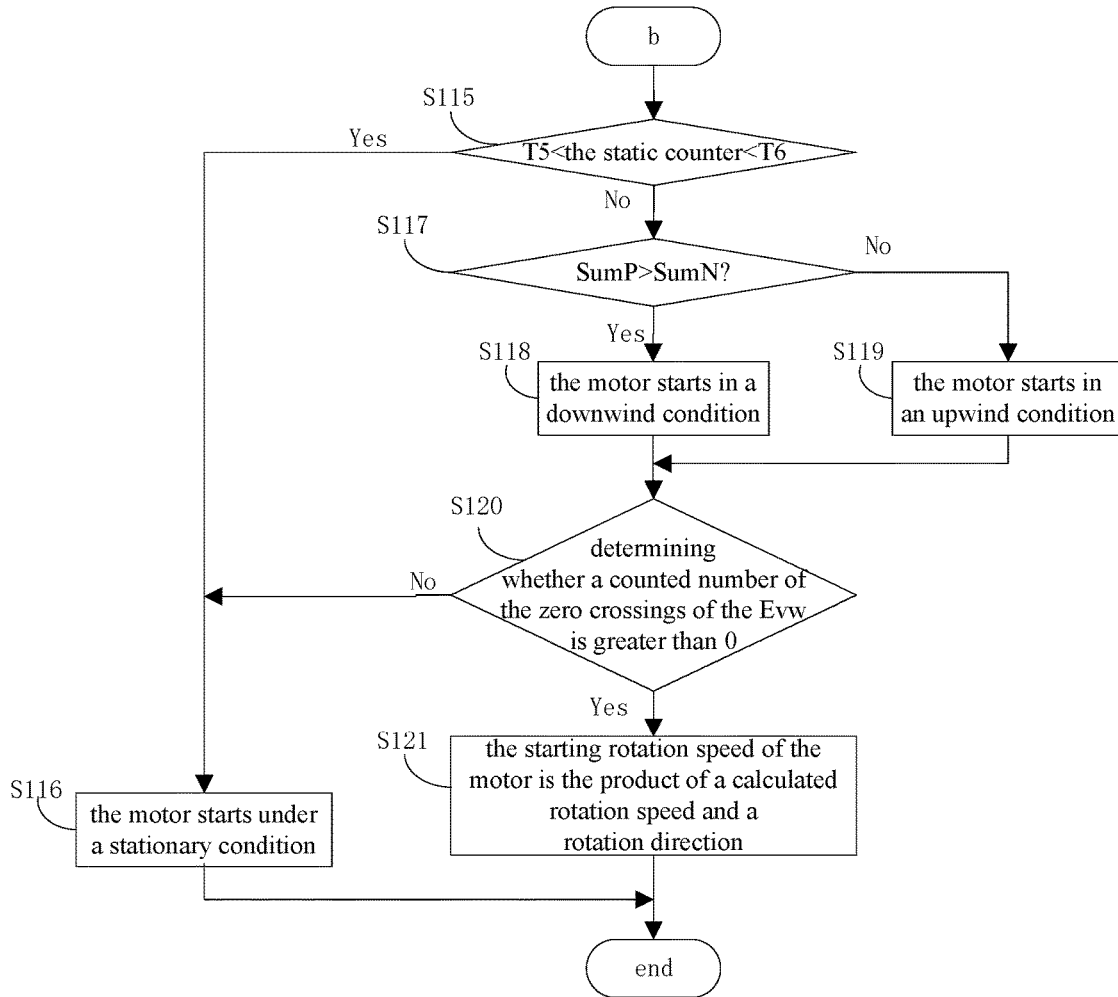 b
S115
Yes
T5<the static counter<T6
No
S117
No
SumP>SumN?
Yes
S118
S119
the motor starts in a
downwind condition
the motor starts in
an upwind condition
S120
determining
whether a counted number of
the zero crossings of the Evw
is greater than 0
No
Yes
S121
the starting rotation speed of the
motor is the product of a calculated
rotation speed and a
rotation direction
S116
the motor starts under
a stationary condition
end